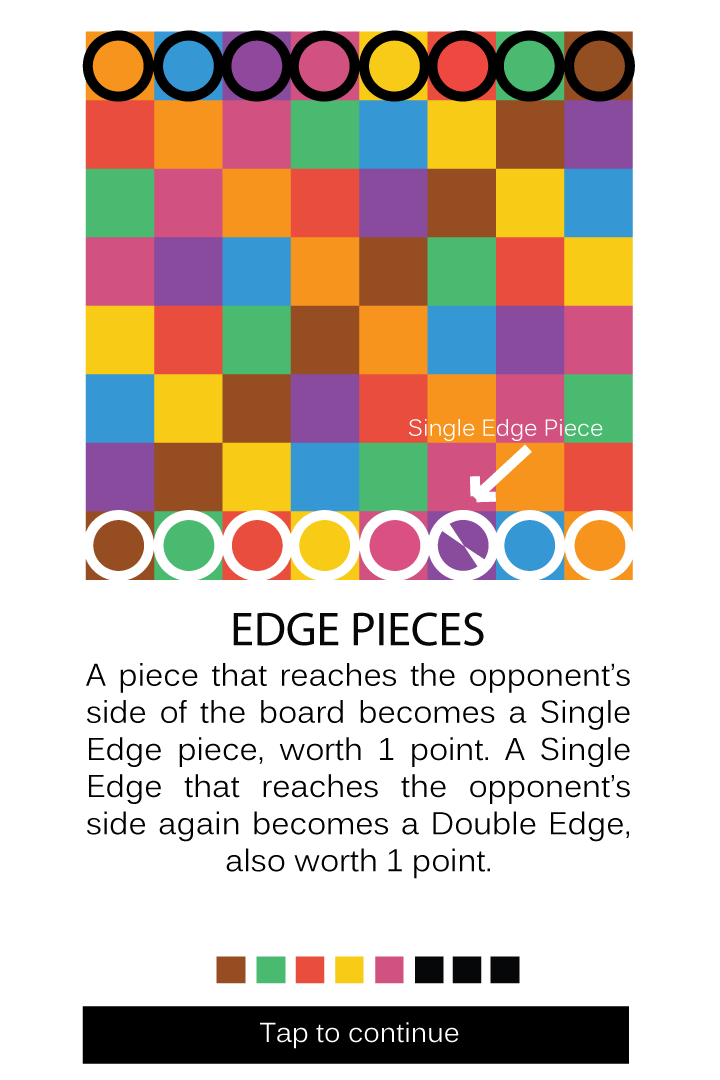 Single Edge Piece
EDGE PIECES
A piece that reaches the opponent’s
side of the board becomes a Single
Edge piece, worth 1 point. A Single
Edge that reaches the opponent’s
side again becomes a Double Edge,
also worth 1 point.
Tap to continue